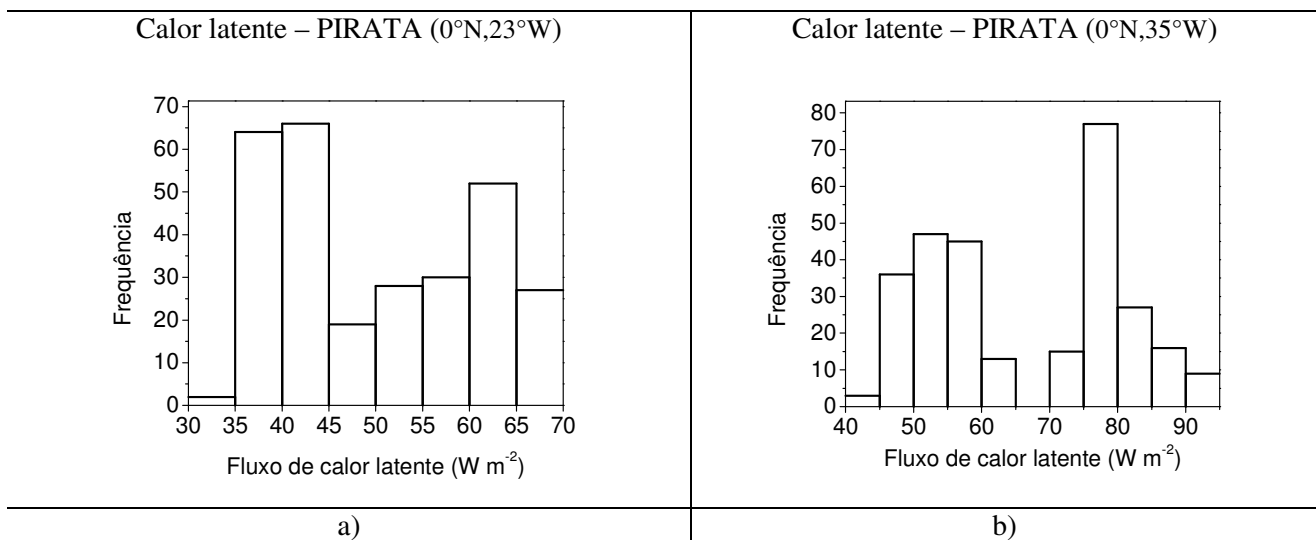 Calor latente – PIRATA (0°N,23°W)
70
60
50
40
30
20
10
0
Frequência
30 35 40 45 50 55 60 65 70
Fluxo de calor latente (W m-2)
a)
Calor latente – PIRATA (0°N,35°W)
80
70
60
50
40
30
20
10
0
Frequência
40 50 60 70 80 90
Fluxo de calor latente (W m-2)
b)